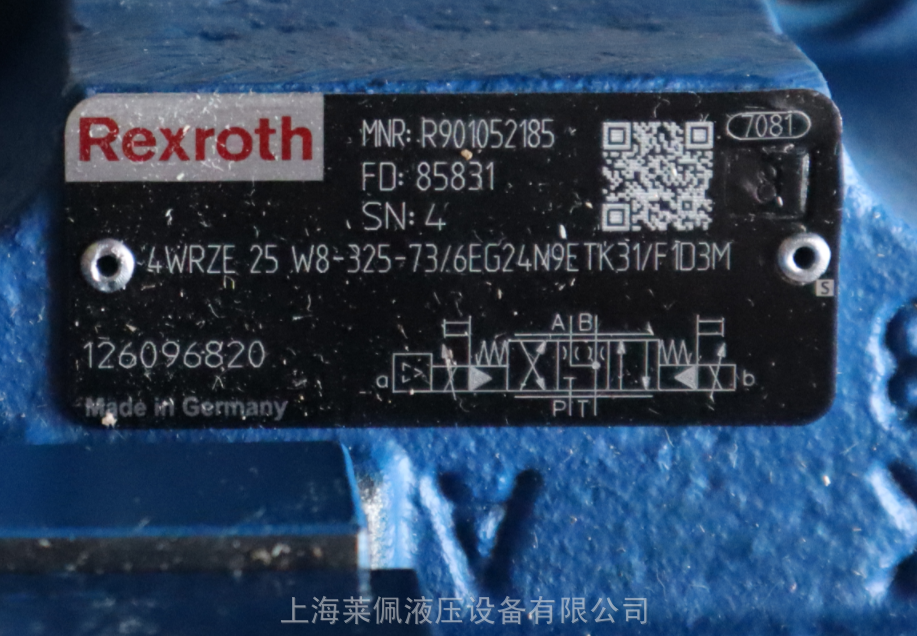 Rexroth
MNR: R901052185
FD: 85831
SN: 4
7081
4WRZE 25 W8-325-73/6EG24N9ETK31/F1D3M
S
126096820
Made in Germany
A B
a
b
P T
上海莱佩液压设备有限公司